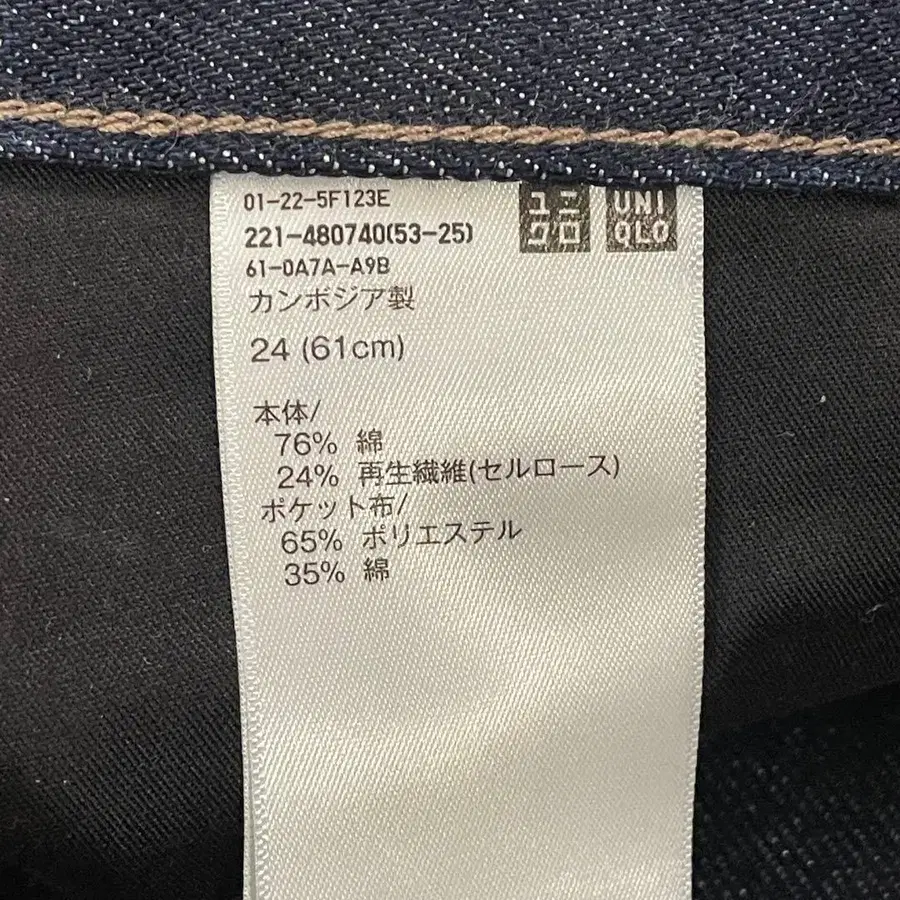 01-22-5F123E
221-480740(53-25)
61-0A7A-A9B
ユニ
クロ
UNI
QLO
カンボジア製
24 (61cm)
本体/
76% 綿
24% 再生繊維(セルロース)
ポケット布/
65% ポリエステル
35% 綿